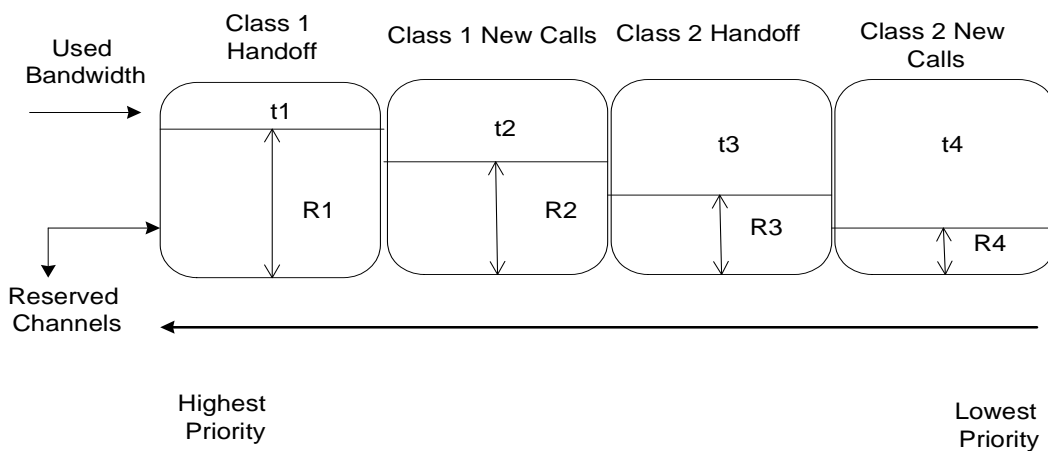 Class 1
Handoff
Class 1 New Calls
Class 2 Handoff
Class 2 New
Calls
Used
Bandwidth
t1
t2
t3
t4
R1
R2
R3
R4
Reserved
Channels
Highest
Priority
Lowest
Priority